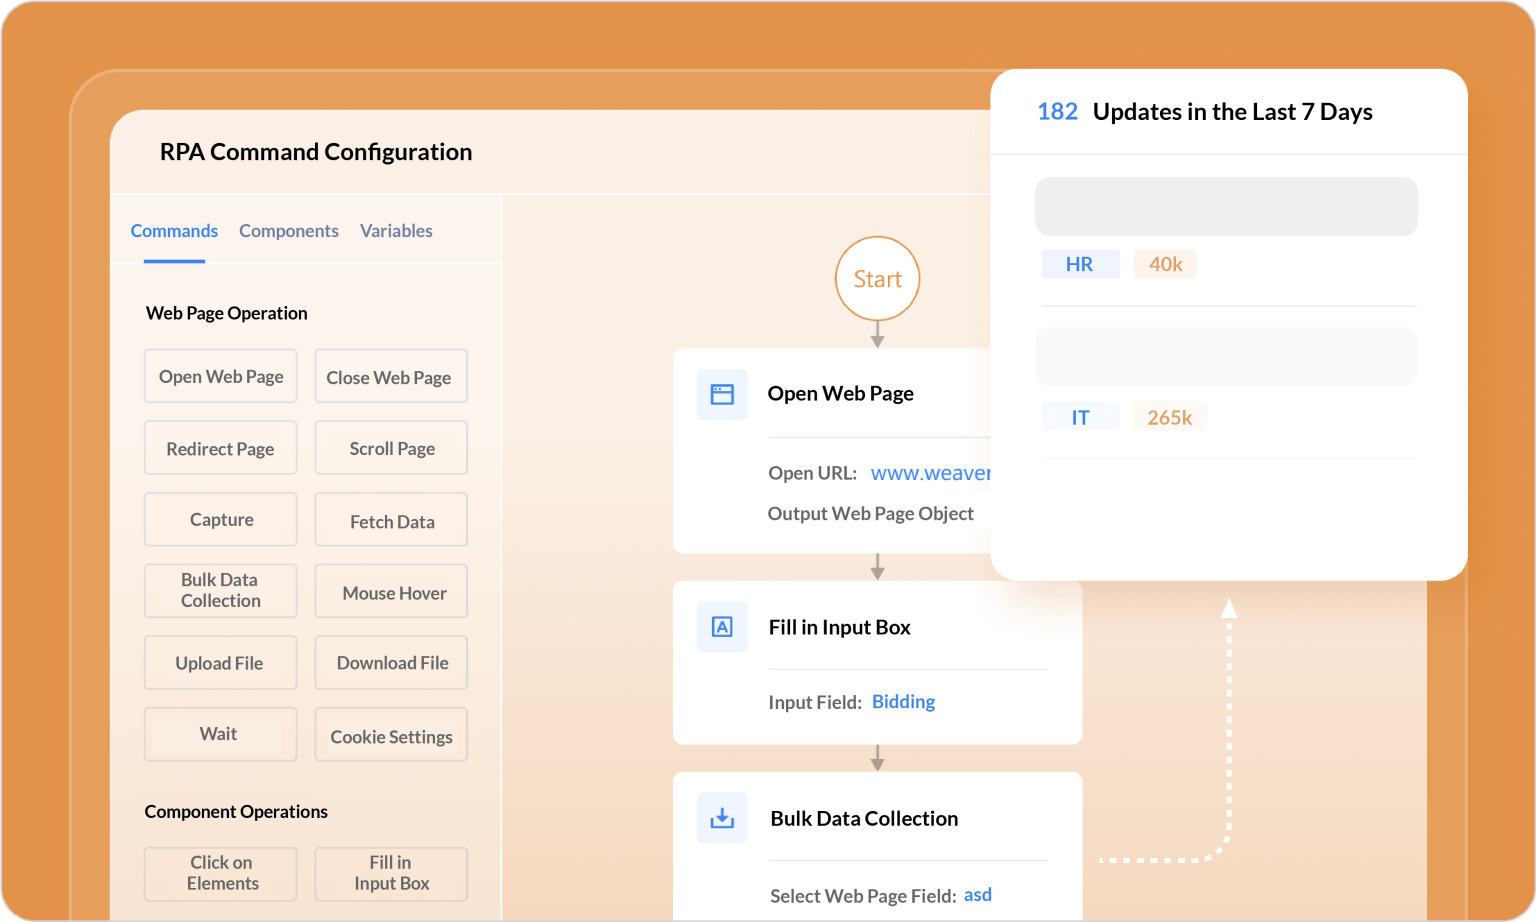 RPA Command Configuration
Commands Components Variables
Web Page Operation
Open Web Page
Close Web Page
Redirect Page
Scroll Page
Capture
Fetch Data
Bulk Data
Collection
Mouse Hover
Upload File
Download File
Wait
Cookie Settings
Component Operations
Click on
Elements
Fill in
Input Box
Start
Open Web Page
Open URL: www.weaver
Output Web Page Object
Fill in Input Box
Input Field: Bidding
Bulk Data Collection
Select Web Page Field: asd
182 Updates in the Last 7 Days
HR 40k
IT 265k